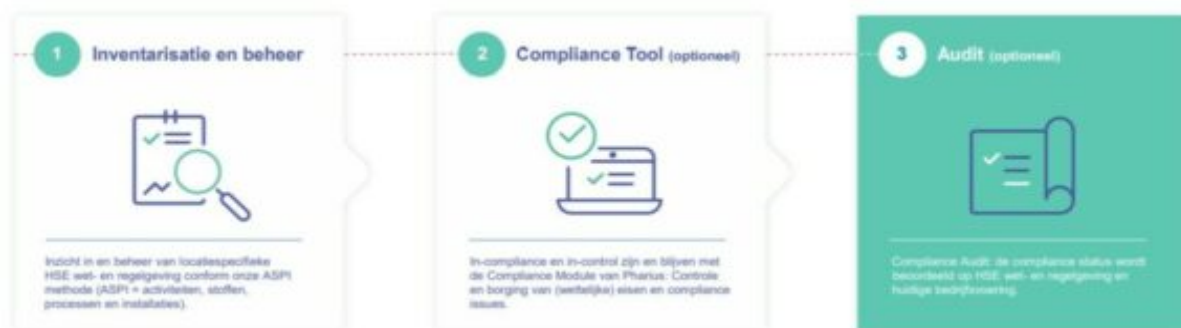 1 Inventarisatie en beheer
Inzicht in en beheer van locatiespecifieke
HSE wet- en regelgeving conform onze ASPI
methode (ASPI = activiteiten, stoffen,
processen en installaties).
2 Compliance Tool (optioneel)
In-compliance en in-control zijn en blijven met
de Compliance Module van Pharius: Controle
en borging van (wettelijke) eisen en compliance
issues.
3 Audit (optioneel)
Compliance Audit: de compliance status wordt
beoordeeld op HSE wet- en regelgeving en
huidige bedrijfsvoering.